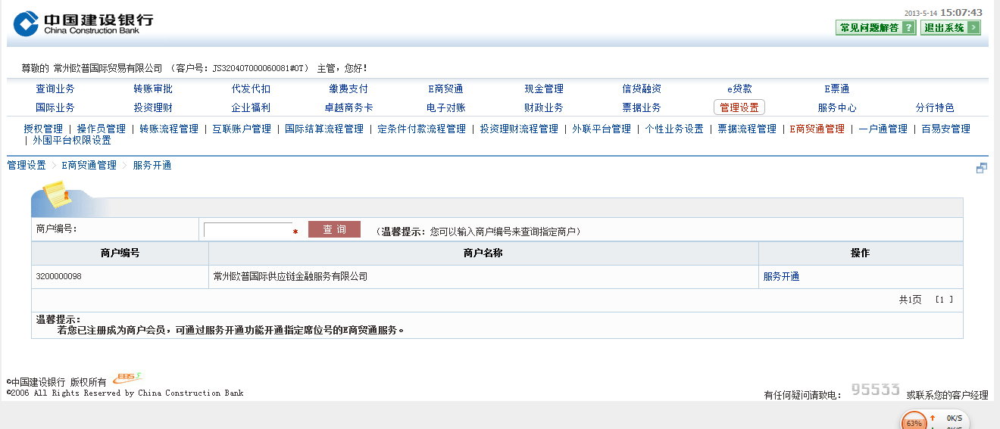 中国建设银行
China Construction Bank
2013-5-14 15:07:43
常见问题解答 ? 退出系统
尊敬的 常州欧普国际贸易有限公司 （客户号：JS320407000060081#0T） 主管，您好！
查询业务 转账审批 代发代扣 缴费支付 E商贸通 现金管理 信贷融资 e贷款 E票通
国际业务 投资理财 企业福利 卓越商务卡 电子对账 财政业务 票据业务 管理设置 服务中心 分行特色
授权管理 | 操作员管理 | 转账流程管理 | 互联账户管理 | 国际结算流程管理 | 定条件付款流程管理 | 投资理财流程管理 | 外联平台管理 | 个性业务设置 | 票据流程管理 | E商贸通管理 | 一户通管理 | 百易安管理
| 外围平台权限设置
管理设置 > E商贸通管理 > 服务开通
商户编号： * 查 询 （温馨提示：您可以输入商户编号来查询指定商户）
商户编号 商户名称 操作
3200000098 常州欧普国际供应链金融服务有限公司 服务开通
共1页 [1 ]
温馨提示：
若您已注册成为商户会员，可通过服务开通功能开通指定席位号的E商贸通服务。
©中国建设银行 版权所有 EBS 5
©2006 All Rights Reserved by China Construction Bank
有任何疑问请致电： 95533 或联系您的客户经理
63% ↑ 0K/S